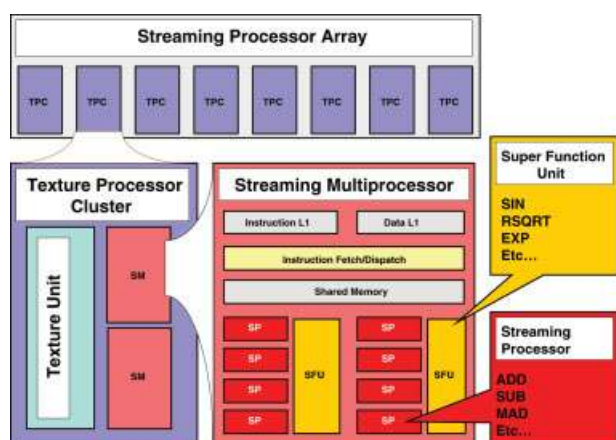 Streaming Processor Array
TPC TPC TPC TPC TPC TPC TPC TPC
Texture Processor
Cluster
Texture Unit
SM
SM
Streaming Multiprocessor
Instruction L1 Data L1
Instruction Fetch/Dispatch
Shared Memory
SP SP
SP SP
SP SP
SP SP
SFU SFU
Super Function
Unit
SIN
RSQRT
EXP
Etc...
Streaming
Processor
ADD
SUB
MAD
Etc...